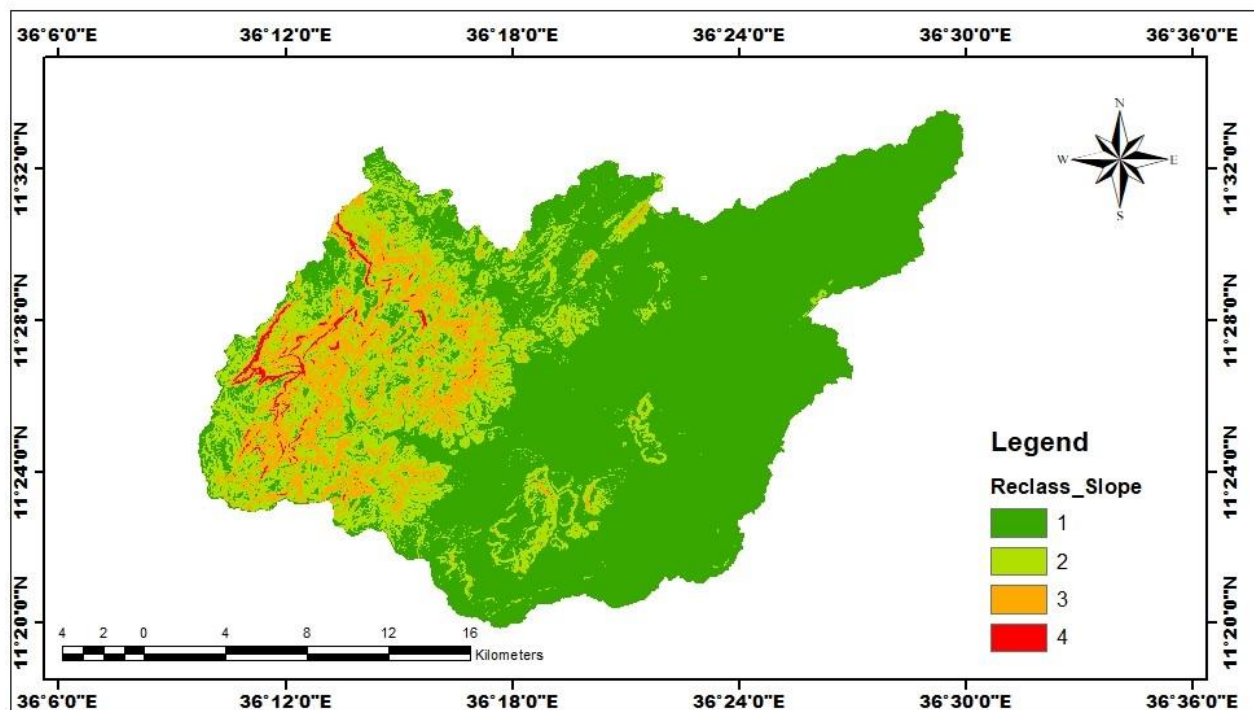 36°6'0"E 36°12'0"E 36°18'0"E 36°24'0"E 36°30'0"E 36°36'0"E
N
W E
S
11°32'0"N 11°32'0"N
11°28'0"N 11°28'0"N
11°24'0"N 11°24'0"N
11°20'0"N 11°20'0"N
Legend
Reclass_Slope
1
2
3
4
4 2 0 4 8 12 16
Kilometers
36°6'0"E 36°12'0"E 36°18'0"E 36°24'0"E 36°30'0"E 36°36'0"E